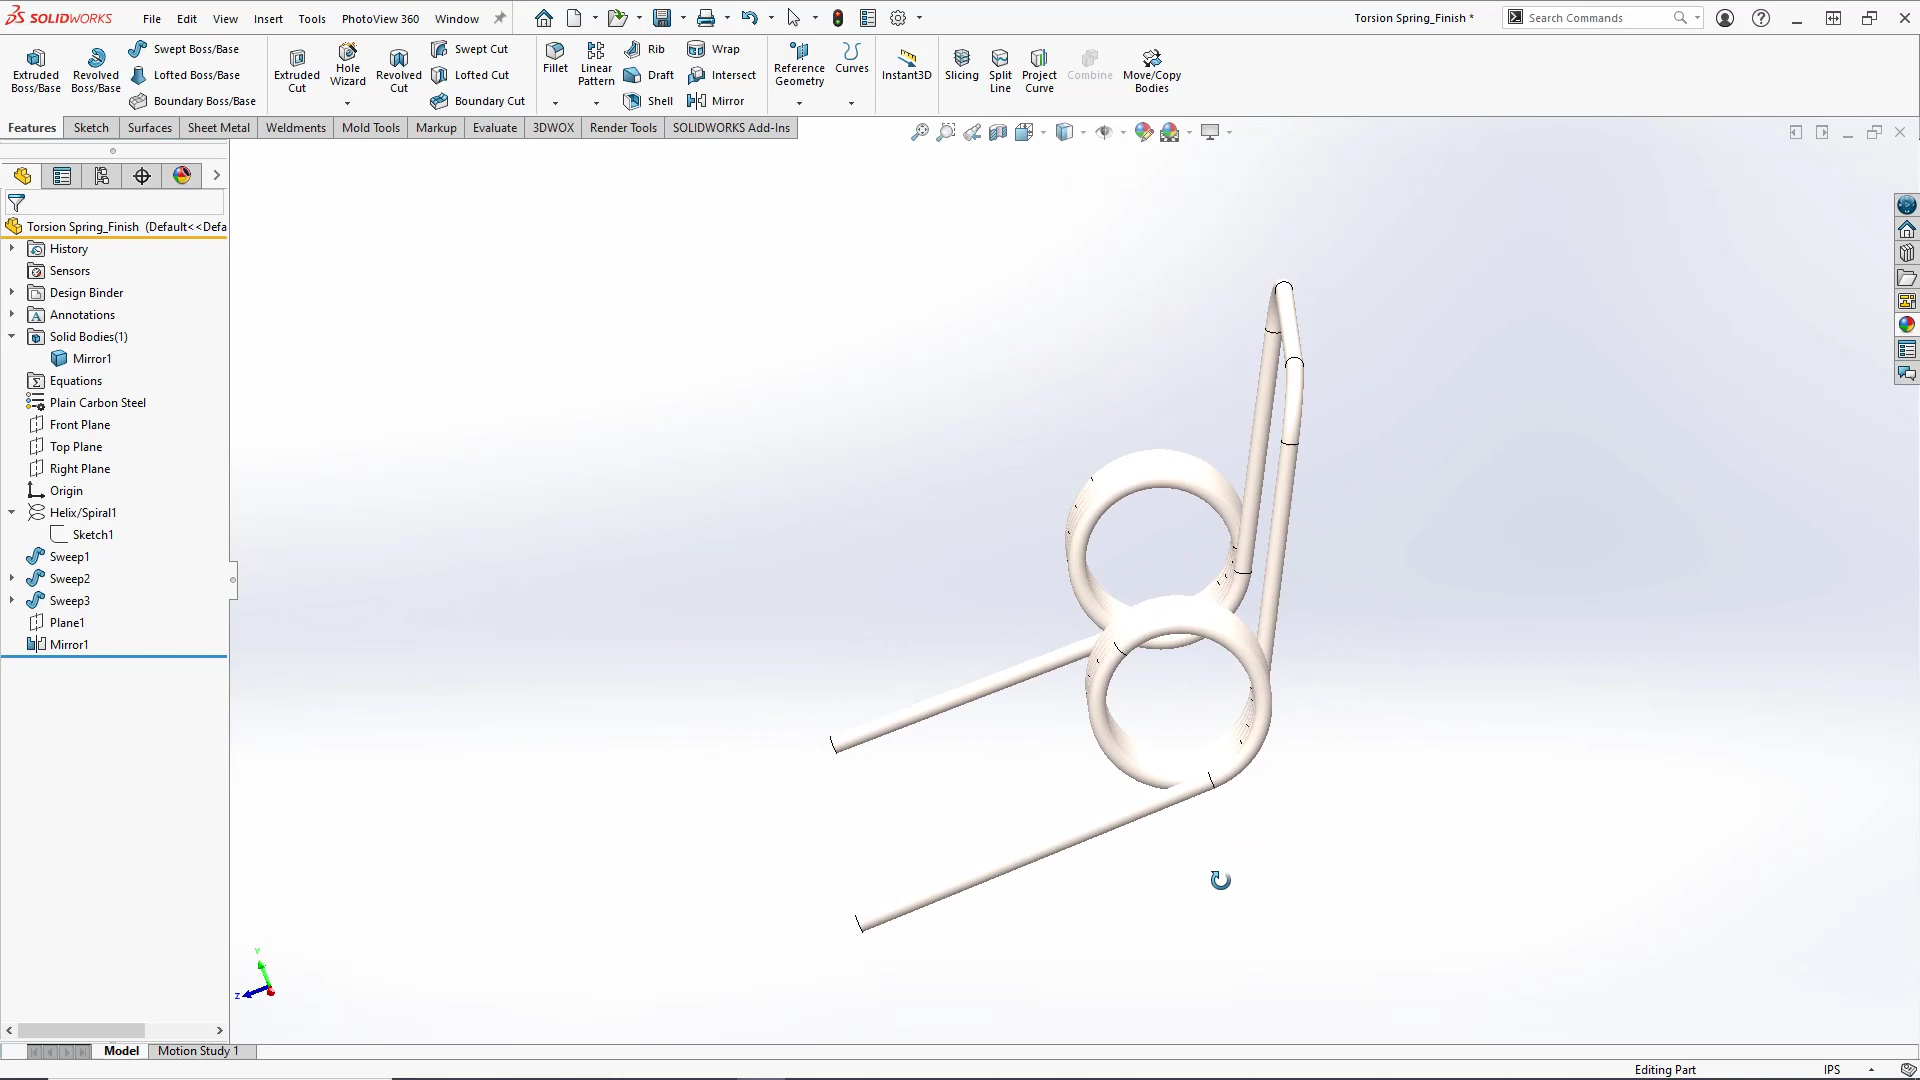 SOLIDWORKS File Edit View Insert Tools PhotoView 360 Window Torsion Spring_Finish * Search Commands
Extruded Boss/Base
Revolved Boss/Base
Swept Boss/Base
Lofted Boss/Base
Boundary Boss/Base
Extruded Cut
Hole Wizard
Revolved Cut
Swept Cut
Lofted Cut
Boundary Cut
Fillet
Linear Pattern
Rib
Draft
Shell
Wrap
Intersect
Mirror
Reference Geometry
Curves
Instant3D
Slicing
Split Line
Project Curve
Combine
Move/Copy Bodies
Features Sketch Surfaces Sheet Metal Weldments Mold Tools Markup Evaluate 3DWOX Render Tools SOLIDWORKS Add-Ins
Torsion Spring_Finish (Default<<Defa
History
Sensors
Design Binder
Annotations
Solid Bodies(1)
Mirror1
Equations
Plain Carbon Steel
Front Plane
Top Plane
Right Plane
Origin
Helix/Spiral1
Sketch1
Sweep1
Sweep2
Sweep3
Plane1
Mirror1
Y
Z
Model Motion Study 1
Editing Part IPS